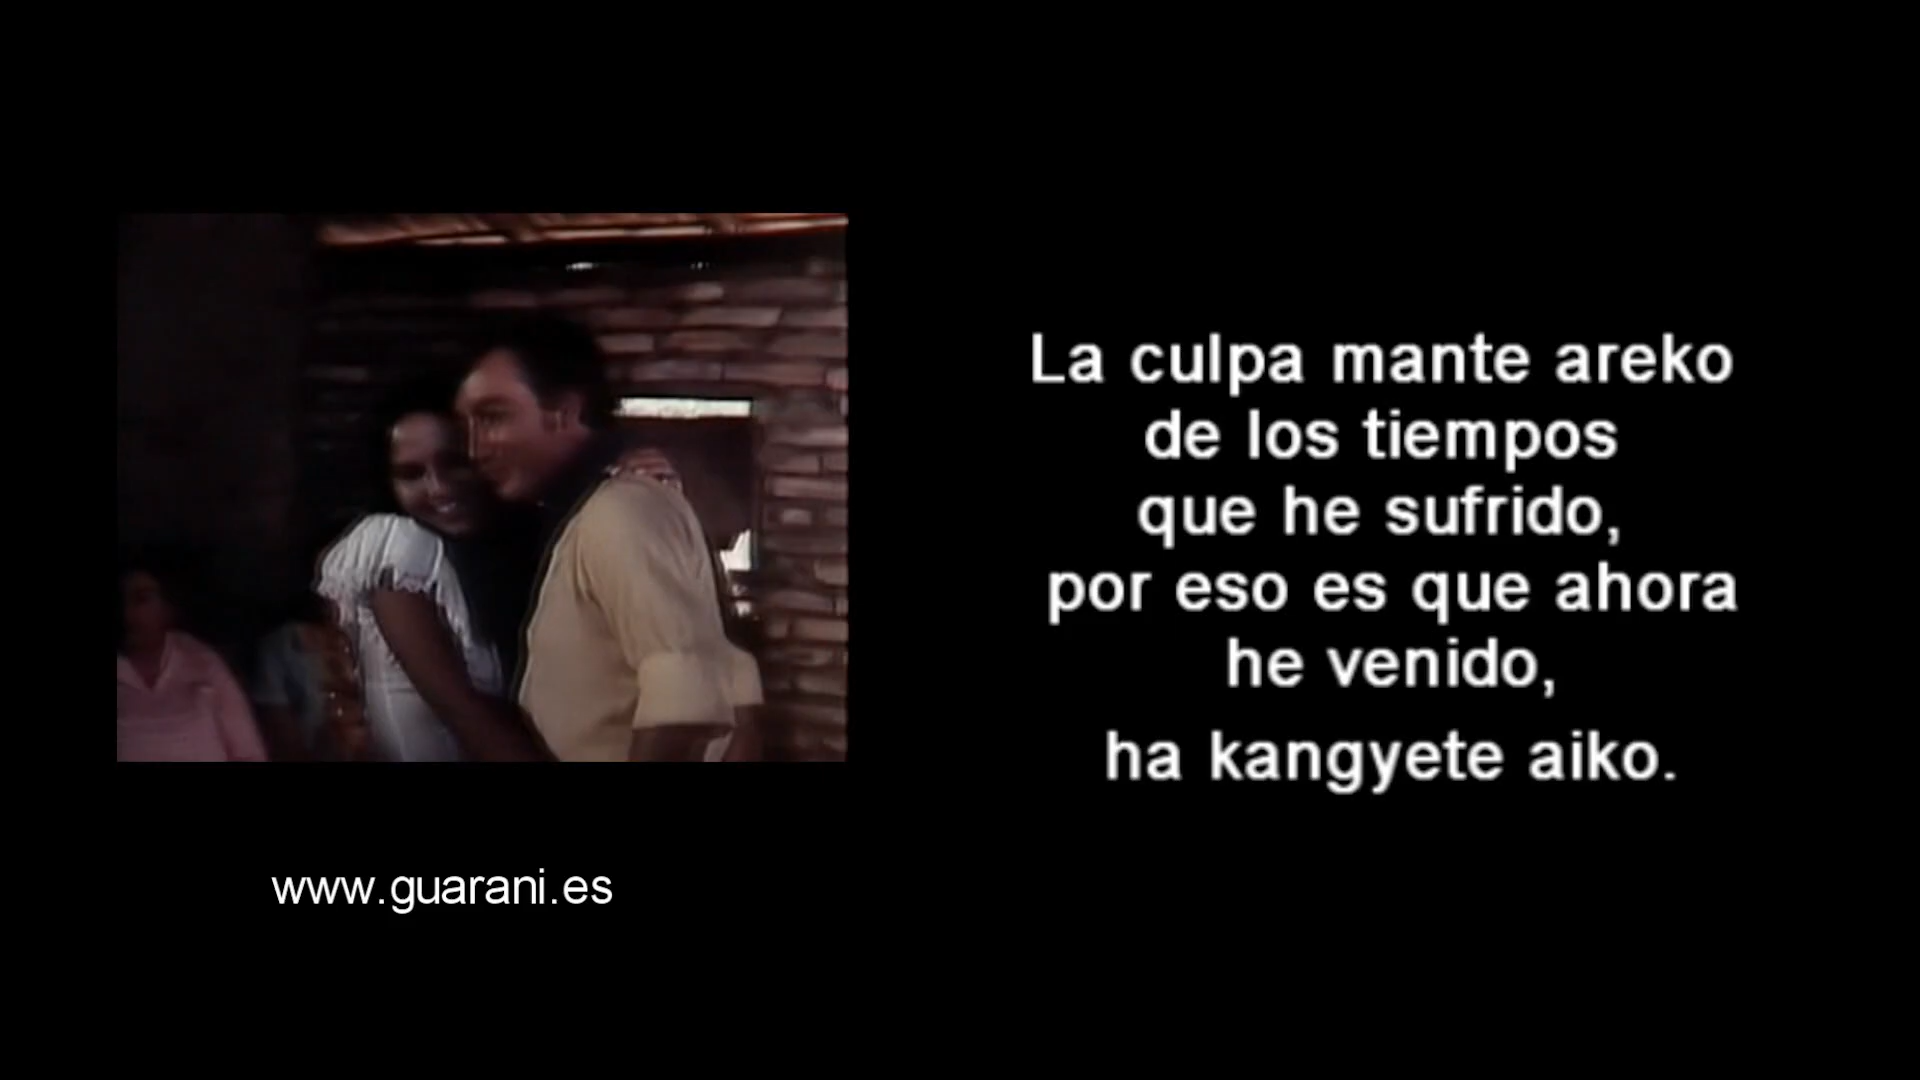 La culpa mante areko
de los tiempos
que he sufrido,
por eso es que ahora
he venido,
ha kangyete aiko.
www.guarani.es